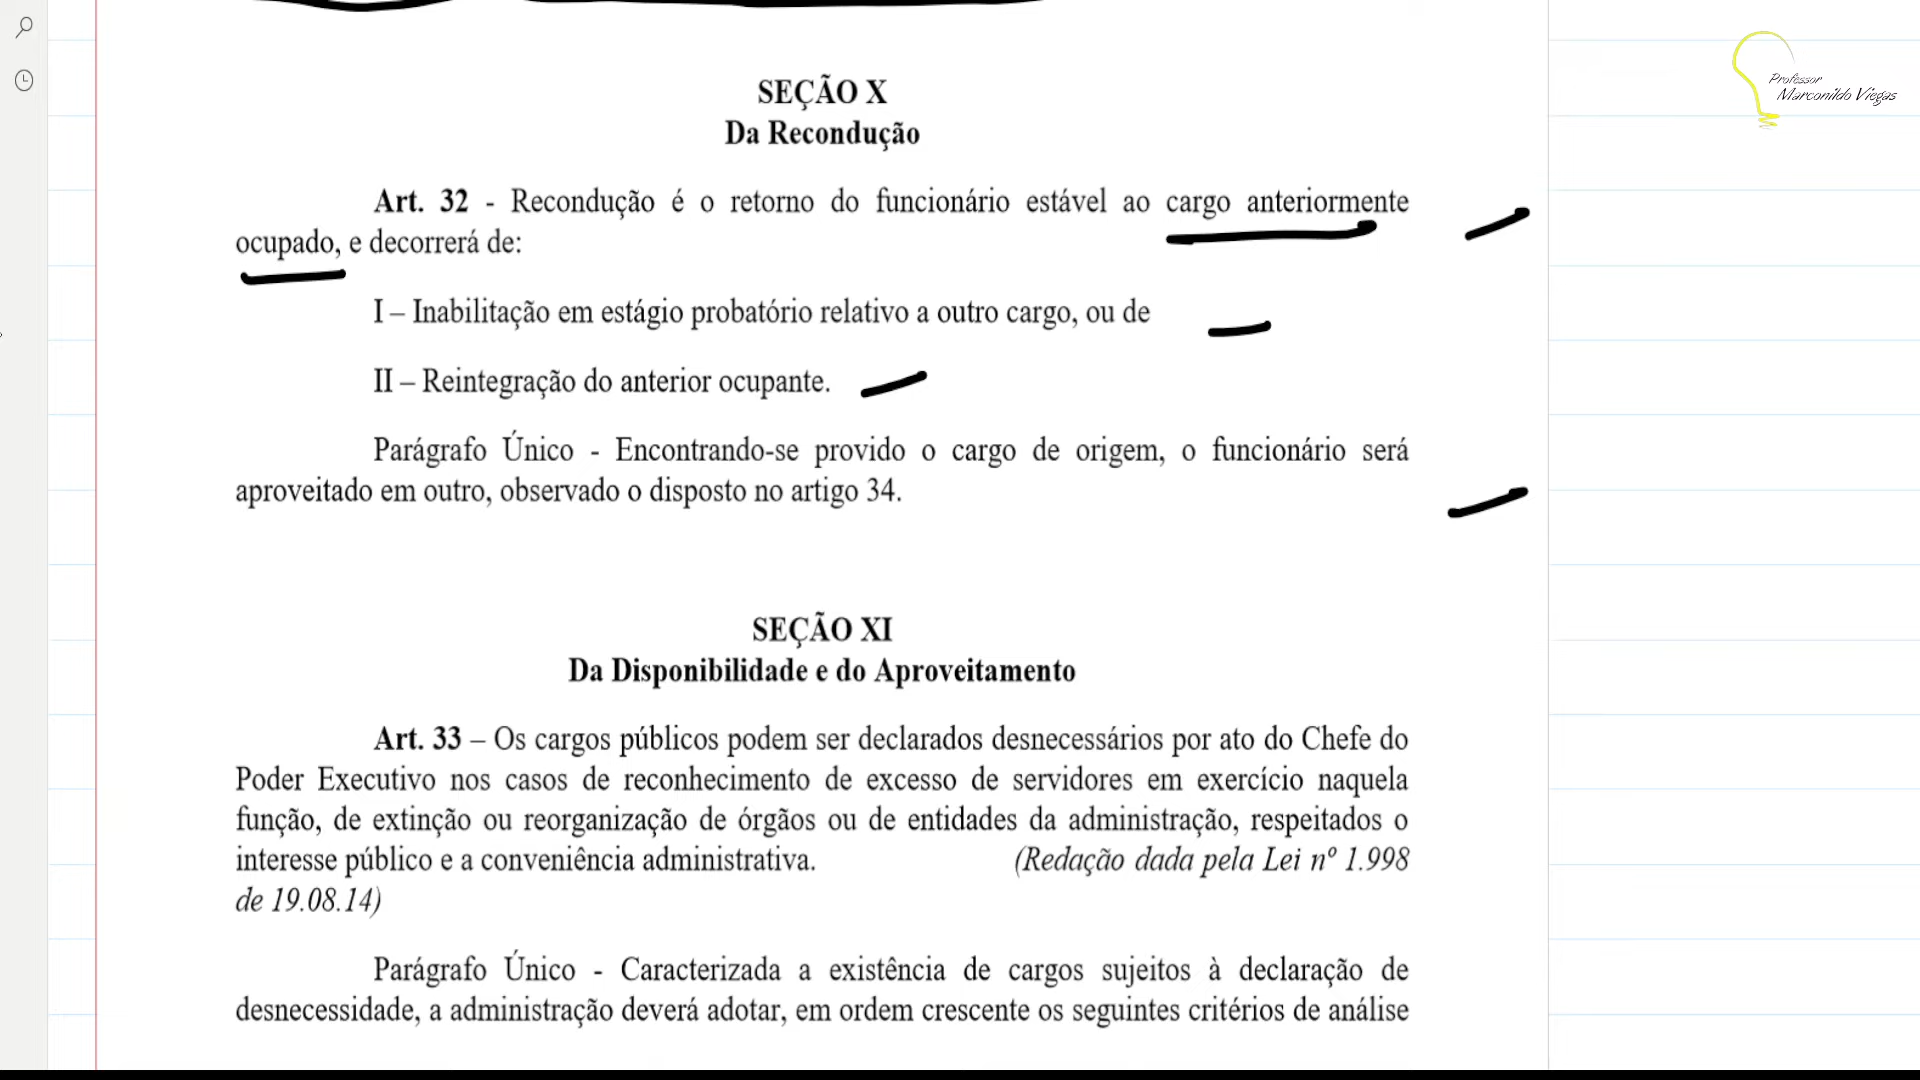 Professor
Marconildo Viegas
SEÇÃO X
Da Recondução
Art. 32 - Recondução é o retorno do funcionário estável ao cargo anteriormente
ocupado, e decorrerá de:
I – Inabilitação em estágio probatório relativo a outro cargo, ou de
II – Reintegração do anterior ocupante.
Parágrafo Único - Encontrando-se provido o cargo de origem, o funcionário será
aproveitado em outro, observado o disposto no artigo 34.
SEÇÃO XI
Da Disponibilidade e do Aproveitamento
Art. 33 – Os cargos públicos podem ser declarados desnecessários por ato do Chefe do
Poder Executivo nos casos de reconhecimento de excesso de servidores em exercício naquela
função, de extinção ou reorganização de órgãos ou de entidades da administração, respeitados o
interesse público e a conveniência administrativa. (Redação dada pela Lei nº 1.998
de 19.08.14)
Parágrafo Único - Caracterizada a existência de cargos sujeitos à declaração de
desnecessidade, a administração deverá adotar, em ordem crescente os seguintes critérios de análise